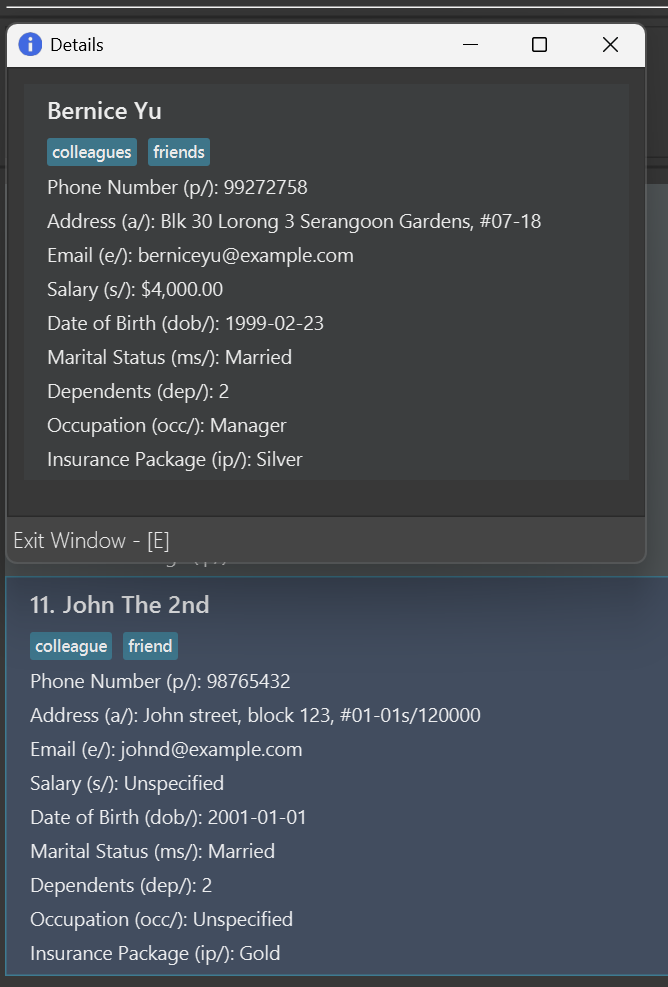 Details
Bernice Yu
colleagues friends
Phone Number (p/): 99272758
Address (a/): Blk 30 Lorong 3 Serangoon Gardens, #07-18
Email (e/): berniceyu@example.com
Salary (s/): $4,000.00
Date of Birth (dob/): 1999-02-23
Marital Status (ms/): Married
Dependents (dep/): 2
Occupation (occ/): Manager
Insurance Package (ip/): Silver
Exit Window - [E]
11. John The 2nd
colleague friend
Phone Number (p/): 98765432
Address (a/): John street, block 123, #01-01s/120000
Email (e/): johnd@example.com
Salary (s/): Unspecified
Date of Birth (dob/): 2001-01-01
Marital Status (ms/): Married
Dependents (dep/): 2
Occupation (occ/): Unspecified
Insurance Package (ip/): Gold